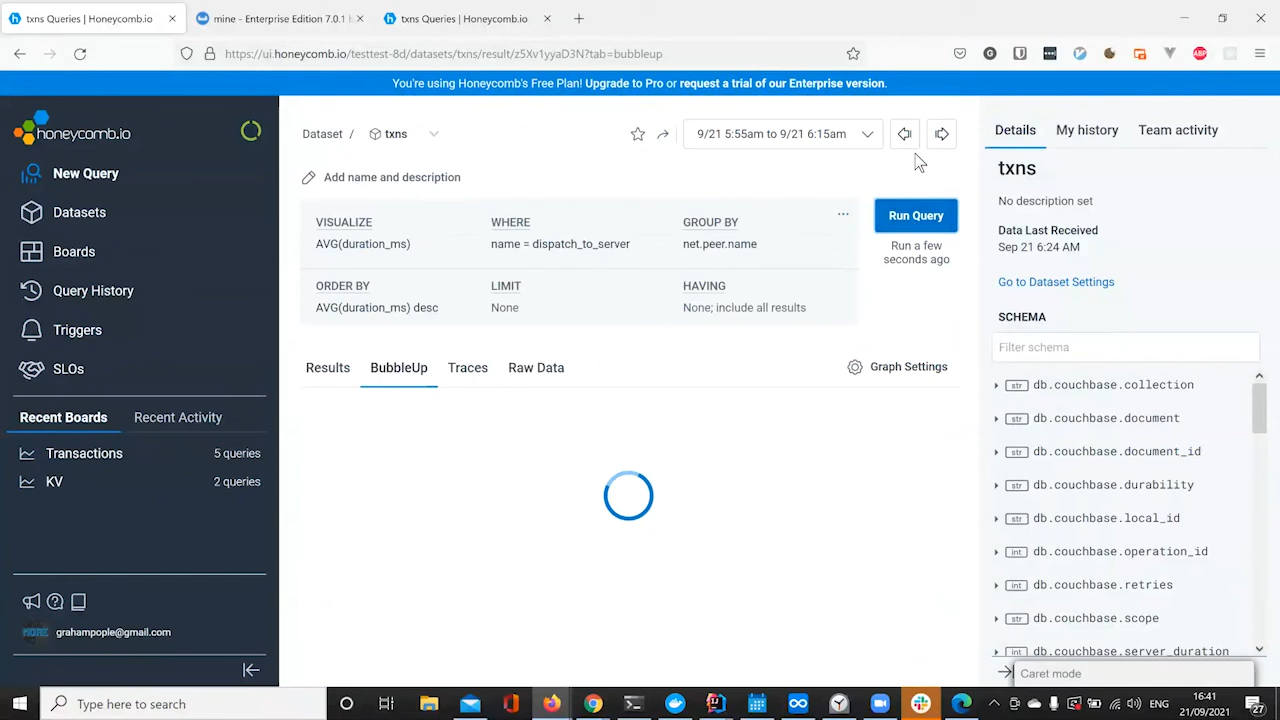 txns Queries | Honeycomb.io
mine - Enterprise Edition 7.0.1 b
txns Queries | Honeycomb.io
https://ui.honeycomb.io/testtest-8d/datasets/txns/result/z5Xv1yyaD3N?tab=bubbleup
You're using Honeycomb's Free Plan! Upgrade to Pro or request a trial of our Enterprise version.
honeycomb.io
New Query
Datasets
Boards
Query History
Triggers
SLOs
Recent Boards
Recent Activity
Transactions
5 queries
KV
2 queries
MORE
grahampople@gmail.com
Dataset / txns
9/21 5:55am to 9/21 6:15am
Add name and description
VISUALIZE
AVG(duration_ms)
WHERE
name = dispatch_to_server
GROUP BY
net.peer.name
...
ORDER BY
AVG(duration_ms) desc
LIMIT
None
HAVING
None; include all results
Run Query
Run a few
seconds ago
Results
BubbleUp
Traces
Raw Data
Graph Settings
Details
My history
Team activity
txns
No description set
Data Last Received
Sep 21 6:24 AM
Go to Dataset Settings
SCHEMA
Filter schema
str db.couchbase.collection
str db.couchbase.document
str db.couchbase.document_id
str db.couchbase.durability
str db.couchbase.local_id
int db.couchbase.operation_id
int db.couchbase.retries
str db.couchbase.scope
int db.couchbase.server_duration
Caret mode
Type here to search
ENG
16:41
21/09/2021
27